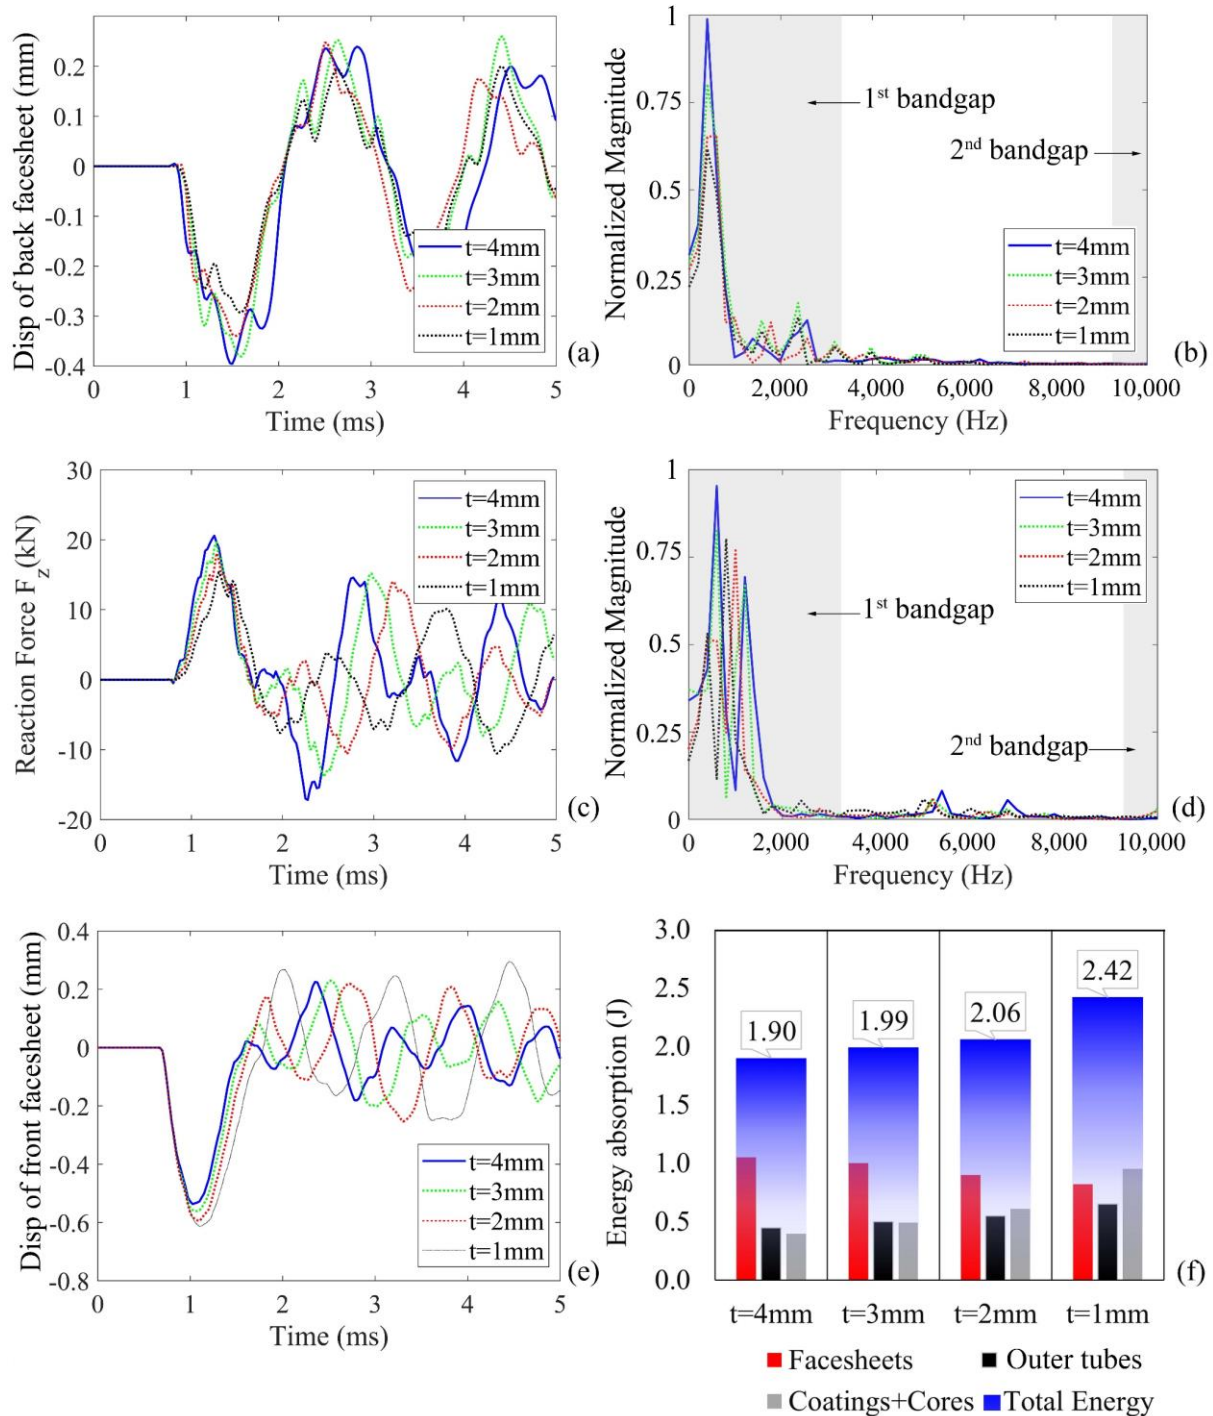 Disp of back facesheet (mm)
0.2
0.1
0
-0.1
-0.2
-0.3
-0.4
0
1
2
3
4
5
Time (ms)
t=4mm
t=3mm
t=2mm
t=1mm
(a)
Normalized Magnitude
1
0.75
0.5
0.25
0
0
2,000
4,000
6,000
8,000
10,000
Frequency (Hz)
1st bandgap
2nd bandgap
t=4mm
t=3mm
t=2mm
t=1mm
(b)
Reaction Force F_z (kN)
30
20
10
0
-10
-20
0
1
2
3
4
5
Time (ms)
t=4mm
t=3mm
t=2mm
t=1mm
(c)
Normalized Magnitude
1
0.75
0.5
0.25
0
0
2,000
4,000
6,000
8,000
10,000
Frequency (Hz)
t=4mm
t=3mm
t=2mm
t=1mm
1st bandgap
2nd bandgap
(d)
Disp of front facesheet (mm)
0.4
0.2
0
-0.2
-0.4
-0.6
-0.8
0
1
2
3
4
5
Time (ms)
t=4mm
t=3mm
t=2mm
t=1mm
(e)
Energy absorption (J)
3.0
2.5
2.0
1.5
1.0
0.5
0.0
1.90
1.99
2.06
2.42
(f)
t=4mm
t=3mm
t=2mm
t=1mm
Facesheets
Outer tubes
Coatings+Cores
Total Energy